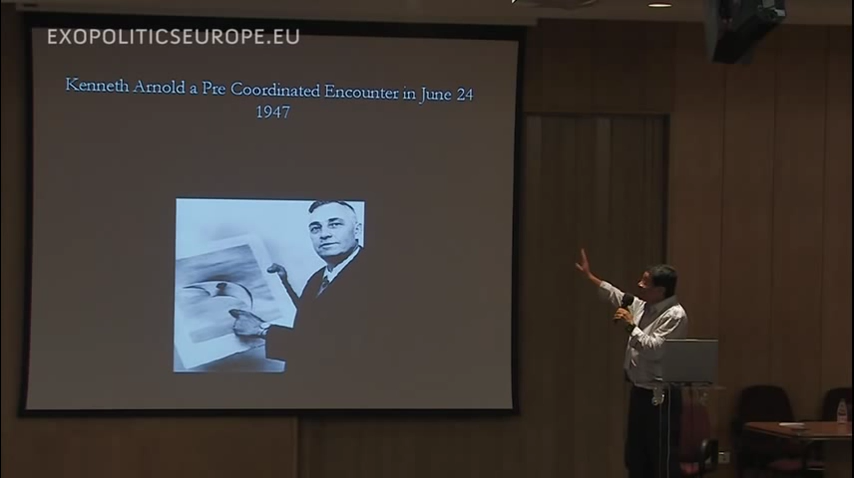 EXOPOLITICSEUROPE.EU
Kenneth Arnold a Pre Coordinated Encounter in June 24
1947